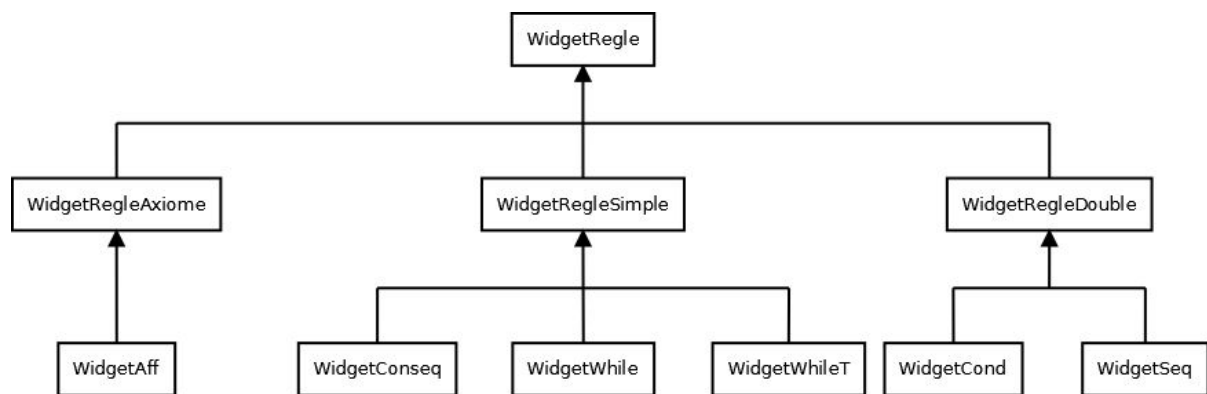 WidgetRegle
WidgetRegleAxiome
WidgetRegleSimple
WidgetRegleDouble
WidgetAff
WidgetConseq
WidgetWhile
WidgetWhileT
WidgetCond
WidgetSeq